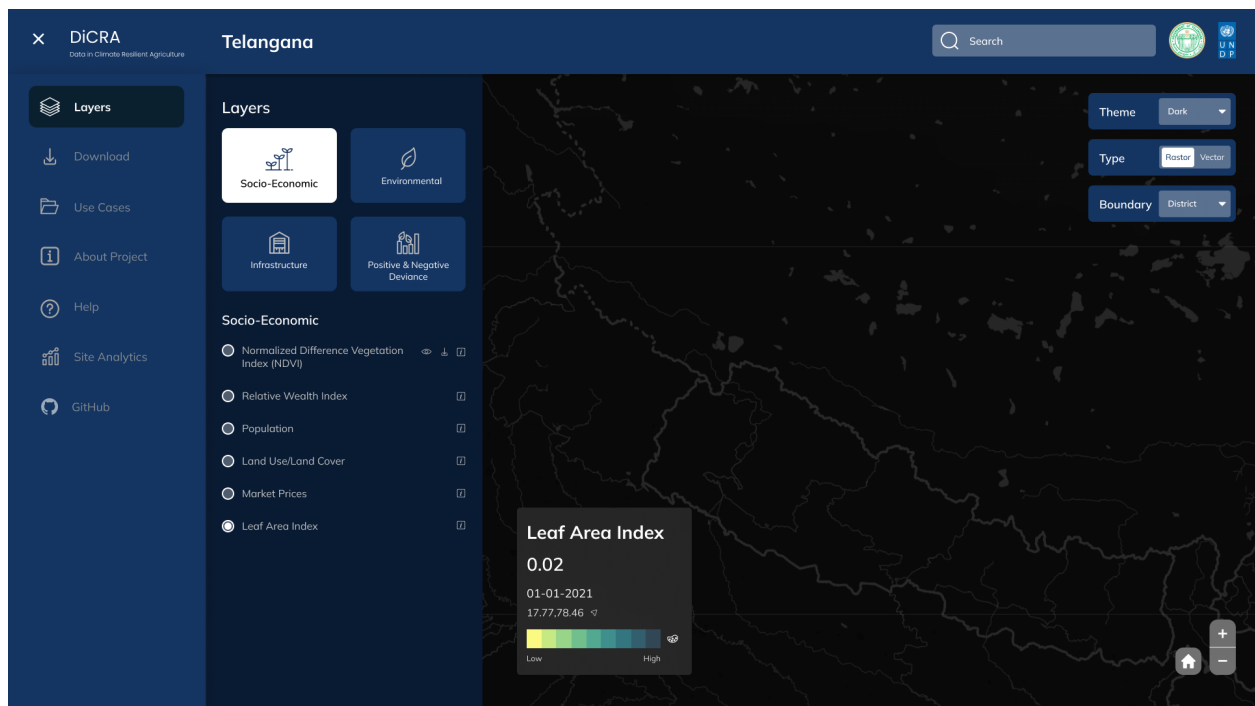 DiCRA
Data in Climate Resilient Agriculture
Telangana
Search
U N
D P
Layers
Download
Use Cases
About Project
Help
Site Analytics
GitHub
Layers
Socio-Economic
Environmental
Infrastructure
Positive & Negative
Deviance
Socio-Economic
Normalized Difference Vegetation
Index (NDVI)
Relative Wealth Index
Population
Land Use/Land Cover
Market Prices
Leaf Area Index
Theme
Dark
Type
Rastor
Vector
Boundary
District
Leaf Area Index
0.02
01-01-2021
17.77,78.46
Low
High